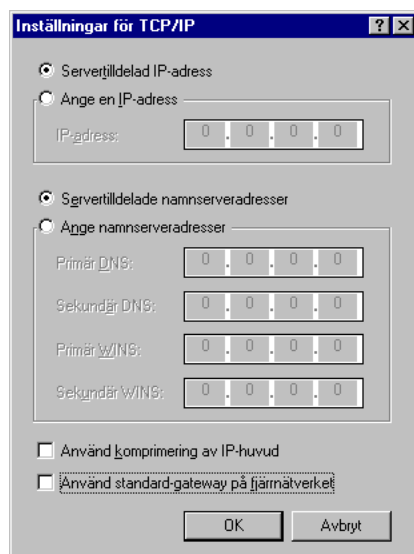 Inställningar för TCP/IP
Servertilldelad IP-adress
Ange en IP-adress
IP-adress: 0 . 0 . 0 . 0
Servertilldelade namnserveradresser
Ange namnserveradresser
Primär DNS: 0 . 0 . 0 . 0
Sekundär DNS: 0 . 0 . 0 . 0
Primär WINS: 0 . 0 . 0 . 0
Sekundär WINS: 0 . 0 . 0 . 0
Använd komprimering av IP-huvud
Använd standard-gateway på fjärrnätverket
OK Avbryt